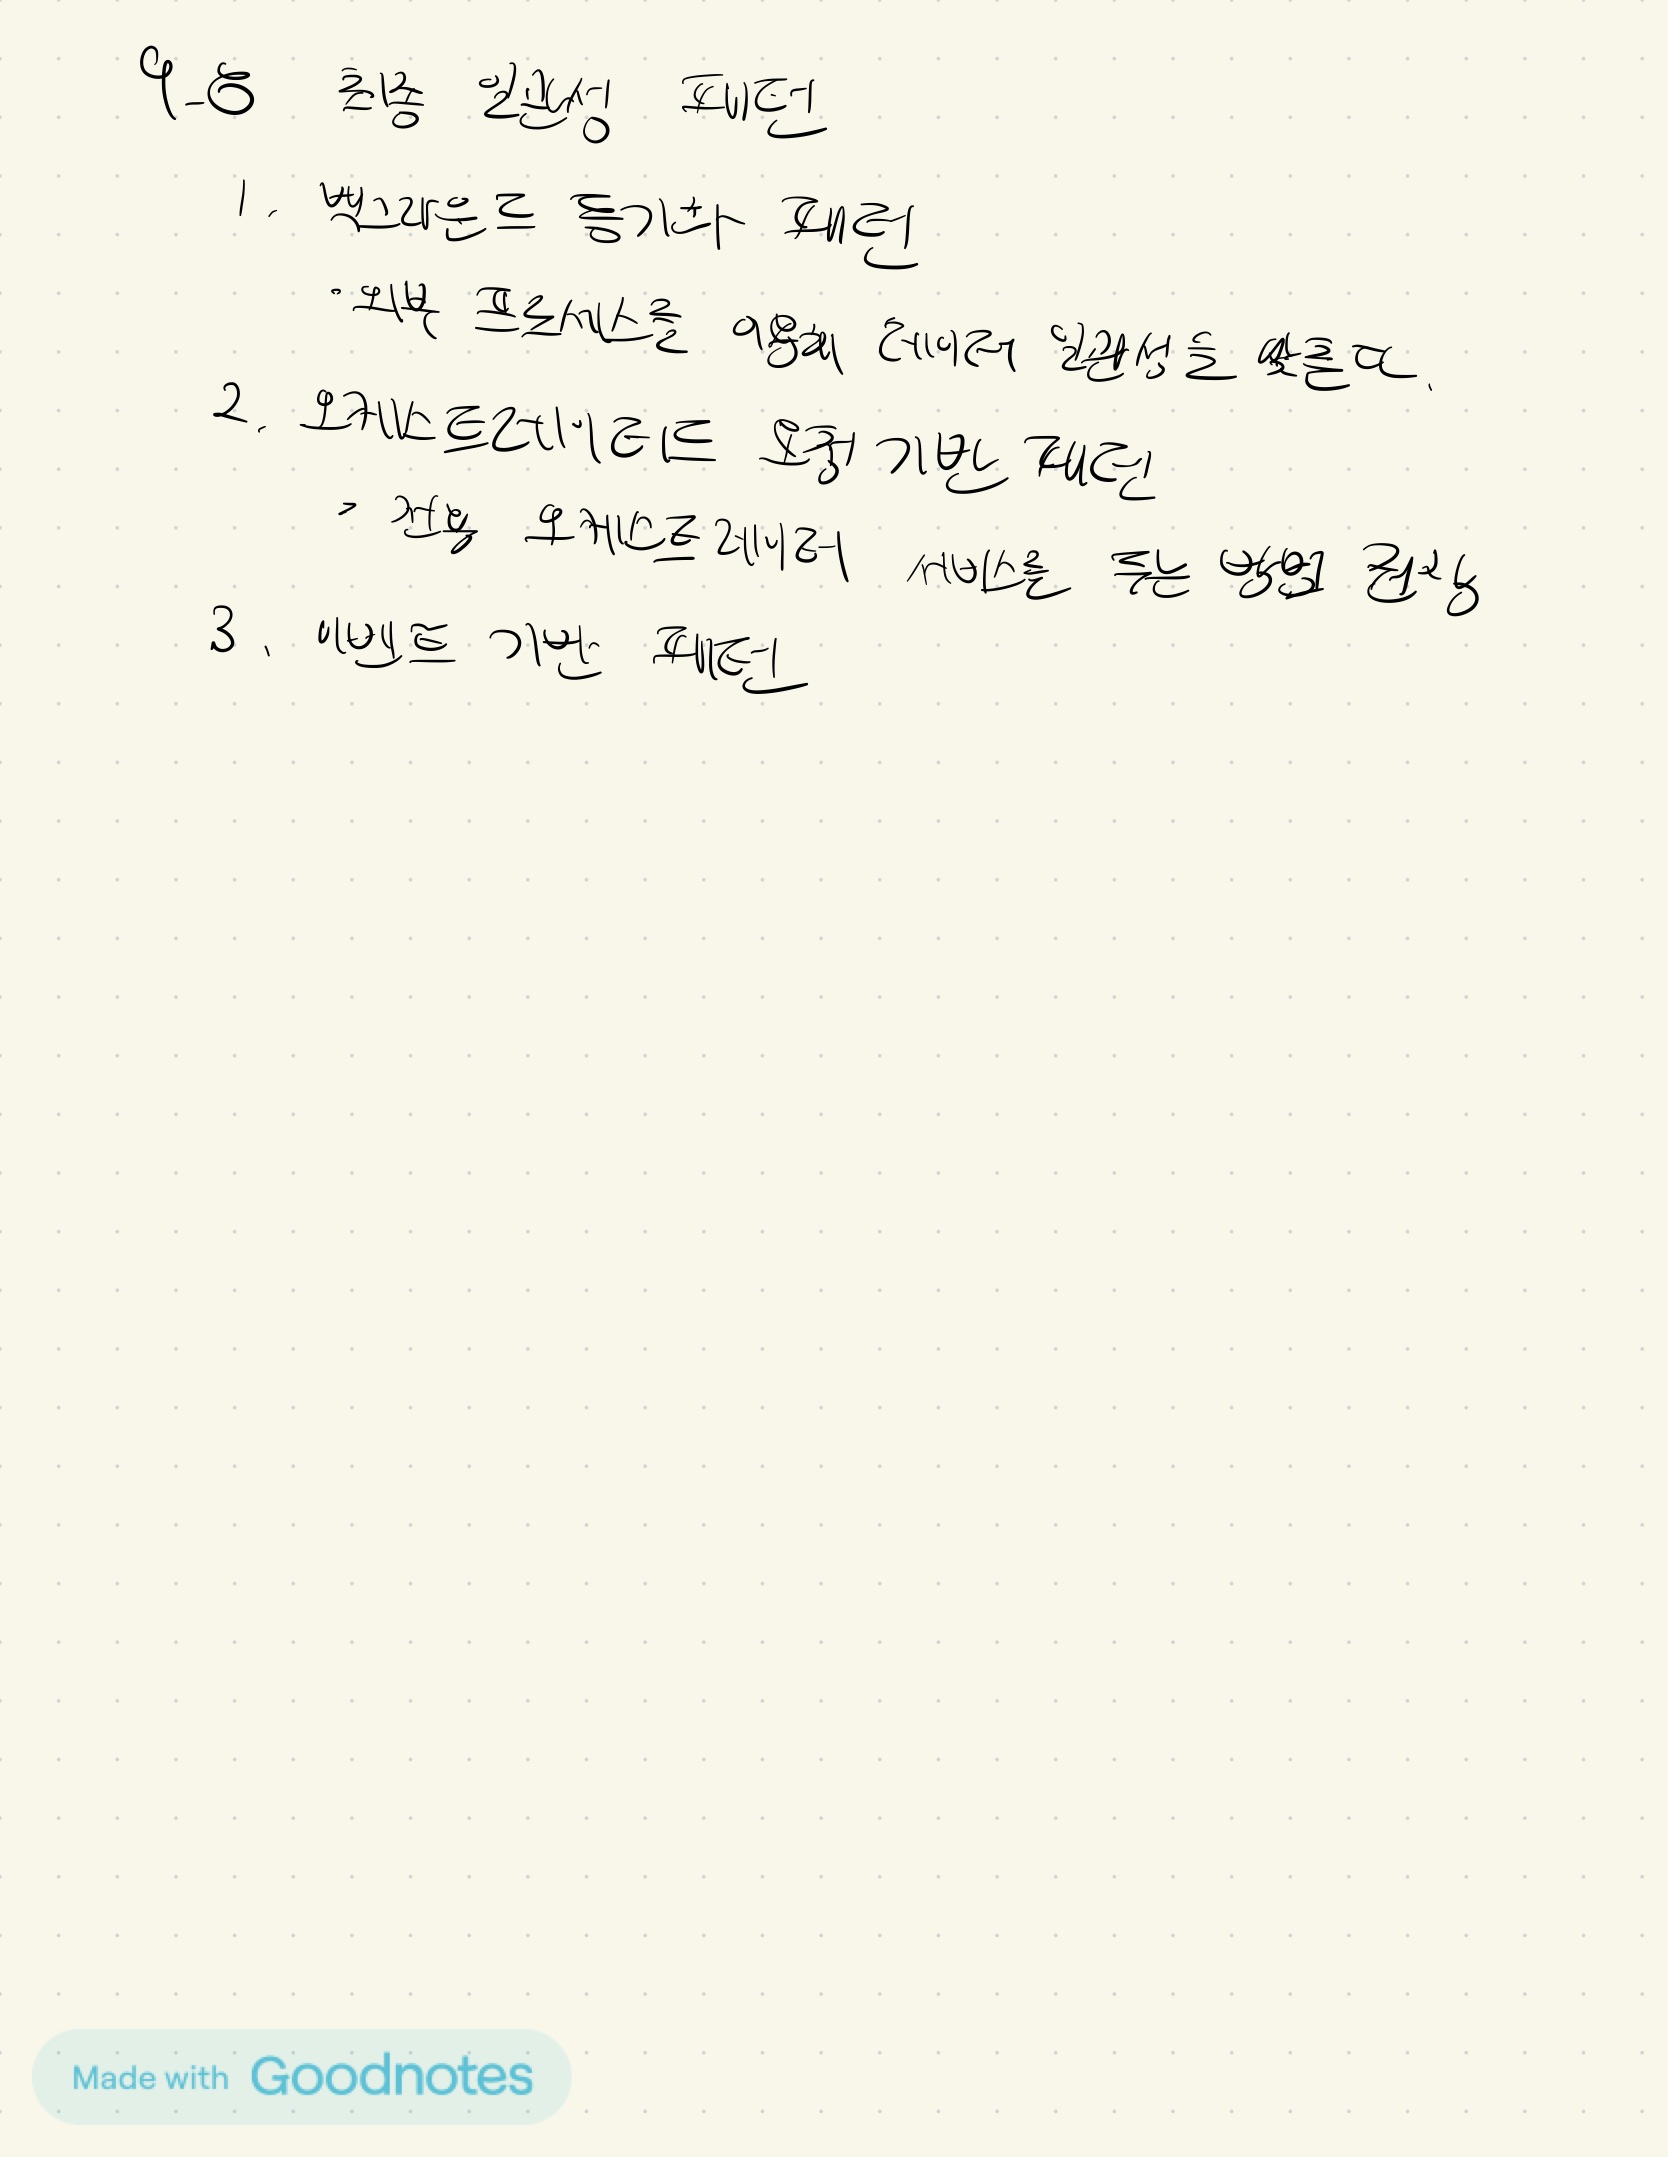 9-5 최종 일관성 패턴
1. 백그라운드 동기화 패턴
· 외부 프로세스를 이용해 데이터 일관성을 맞춘다.
2. 오케스트레이티드 요청 기반 패턴
· 전용 오케스트레이터 서비스를 두는 방법 권장
3. 이벤트 기반 패턴
Made with Goodnotes